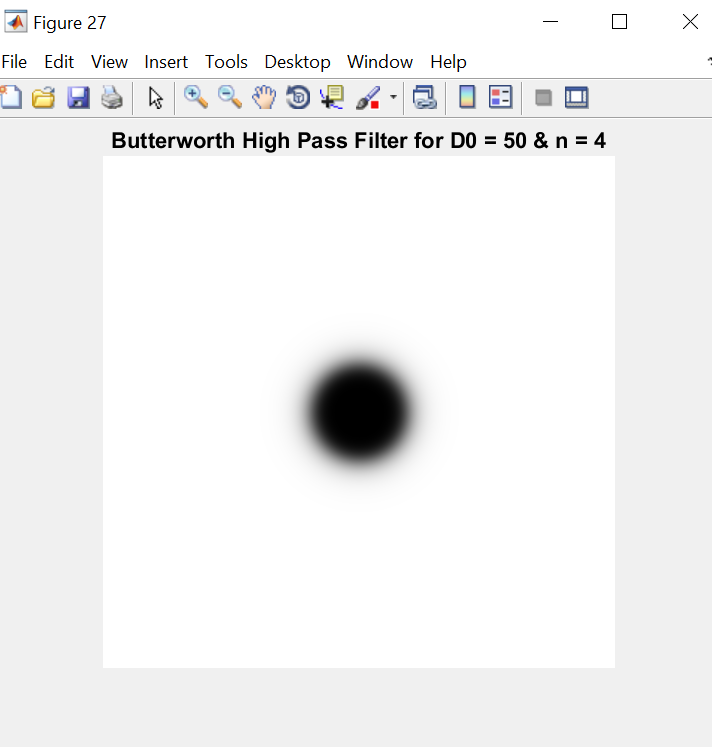 Figure 27
File Edit View Insert Tools Desktop Window Help
Butterworth High Pass Filter for D0 = 50 & n = 4